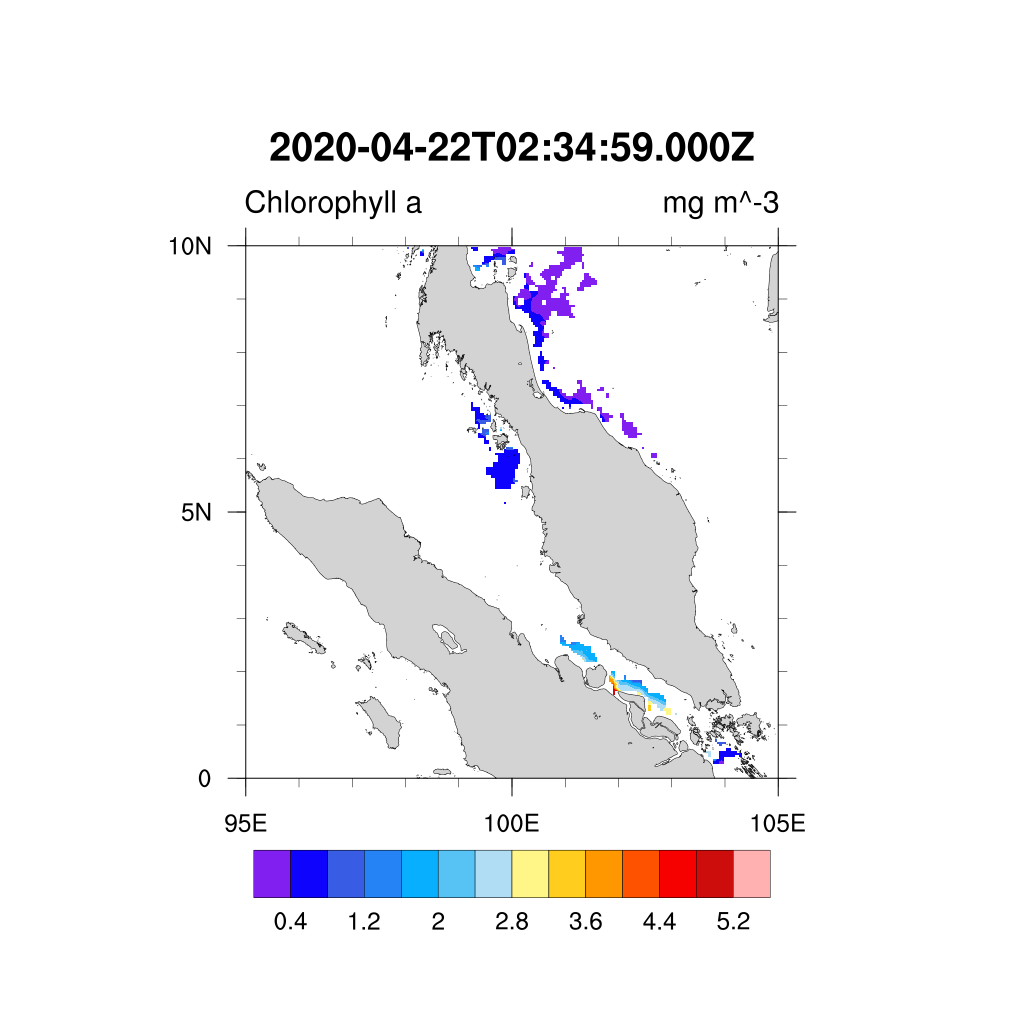 2020-04-22T02:34:59.000Z
Chlorophyll a mg m^-3
10N
5N
0
95E 100E 105E
0.4 1.2 2 2.8 3.6 4.4 5.2